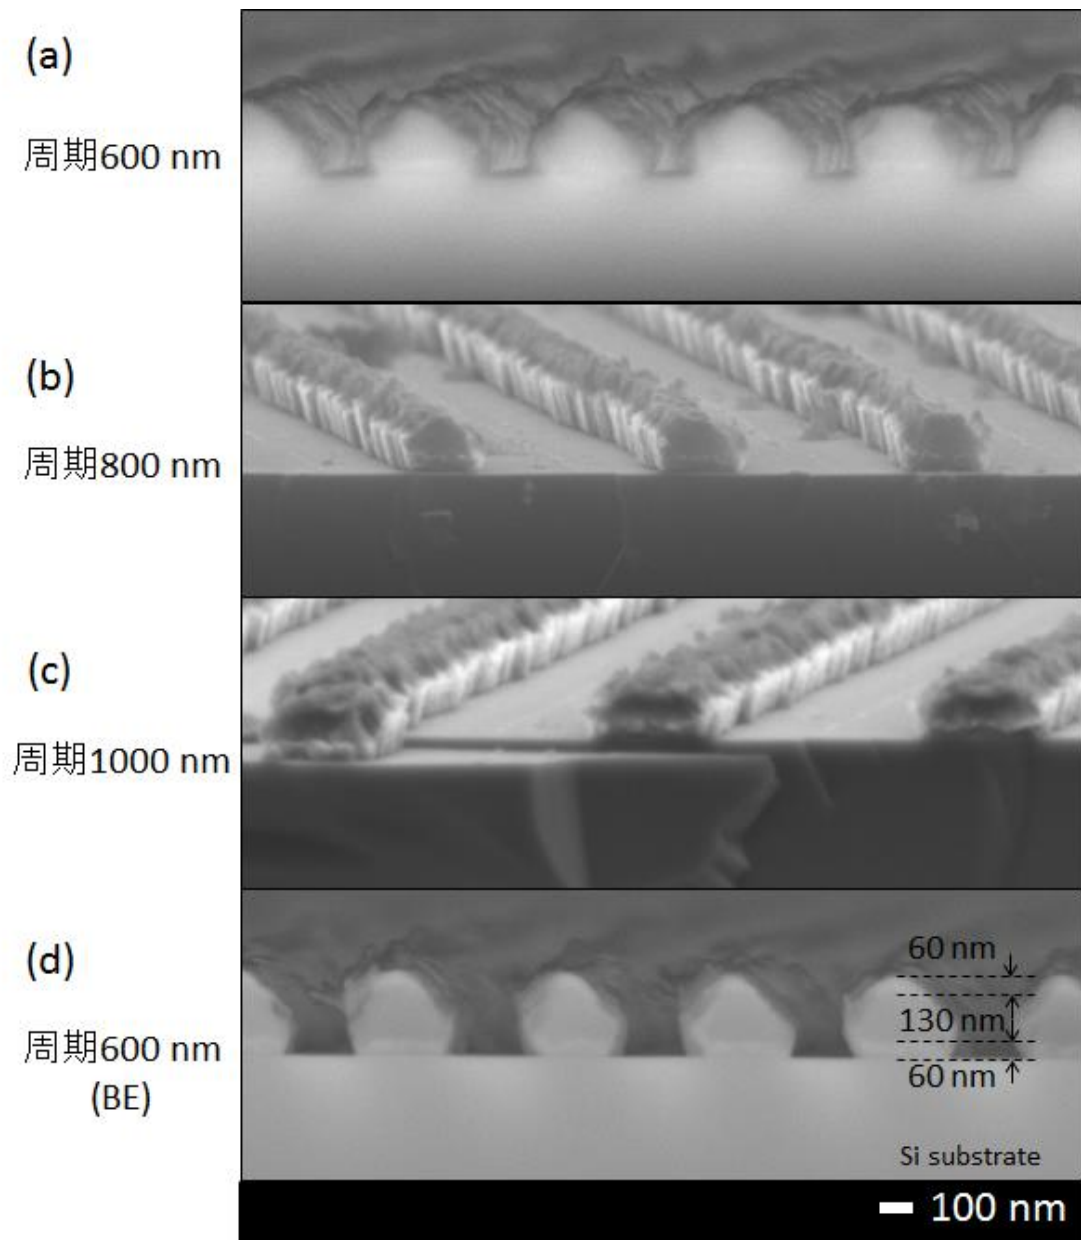 (a)
周期600 nm
(b)
周期800 nm
(c)
周期1000 nm
(d)
周期600 nm
(BE)
60 nm
130 nm
60 nm
Si substrate
100 nm